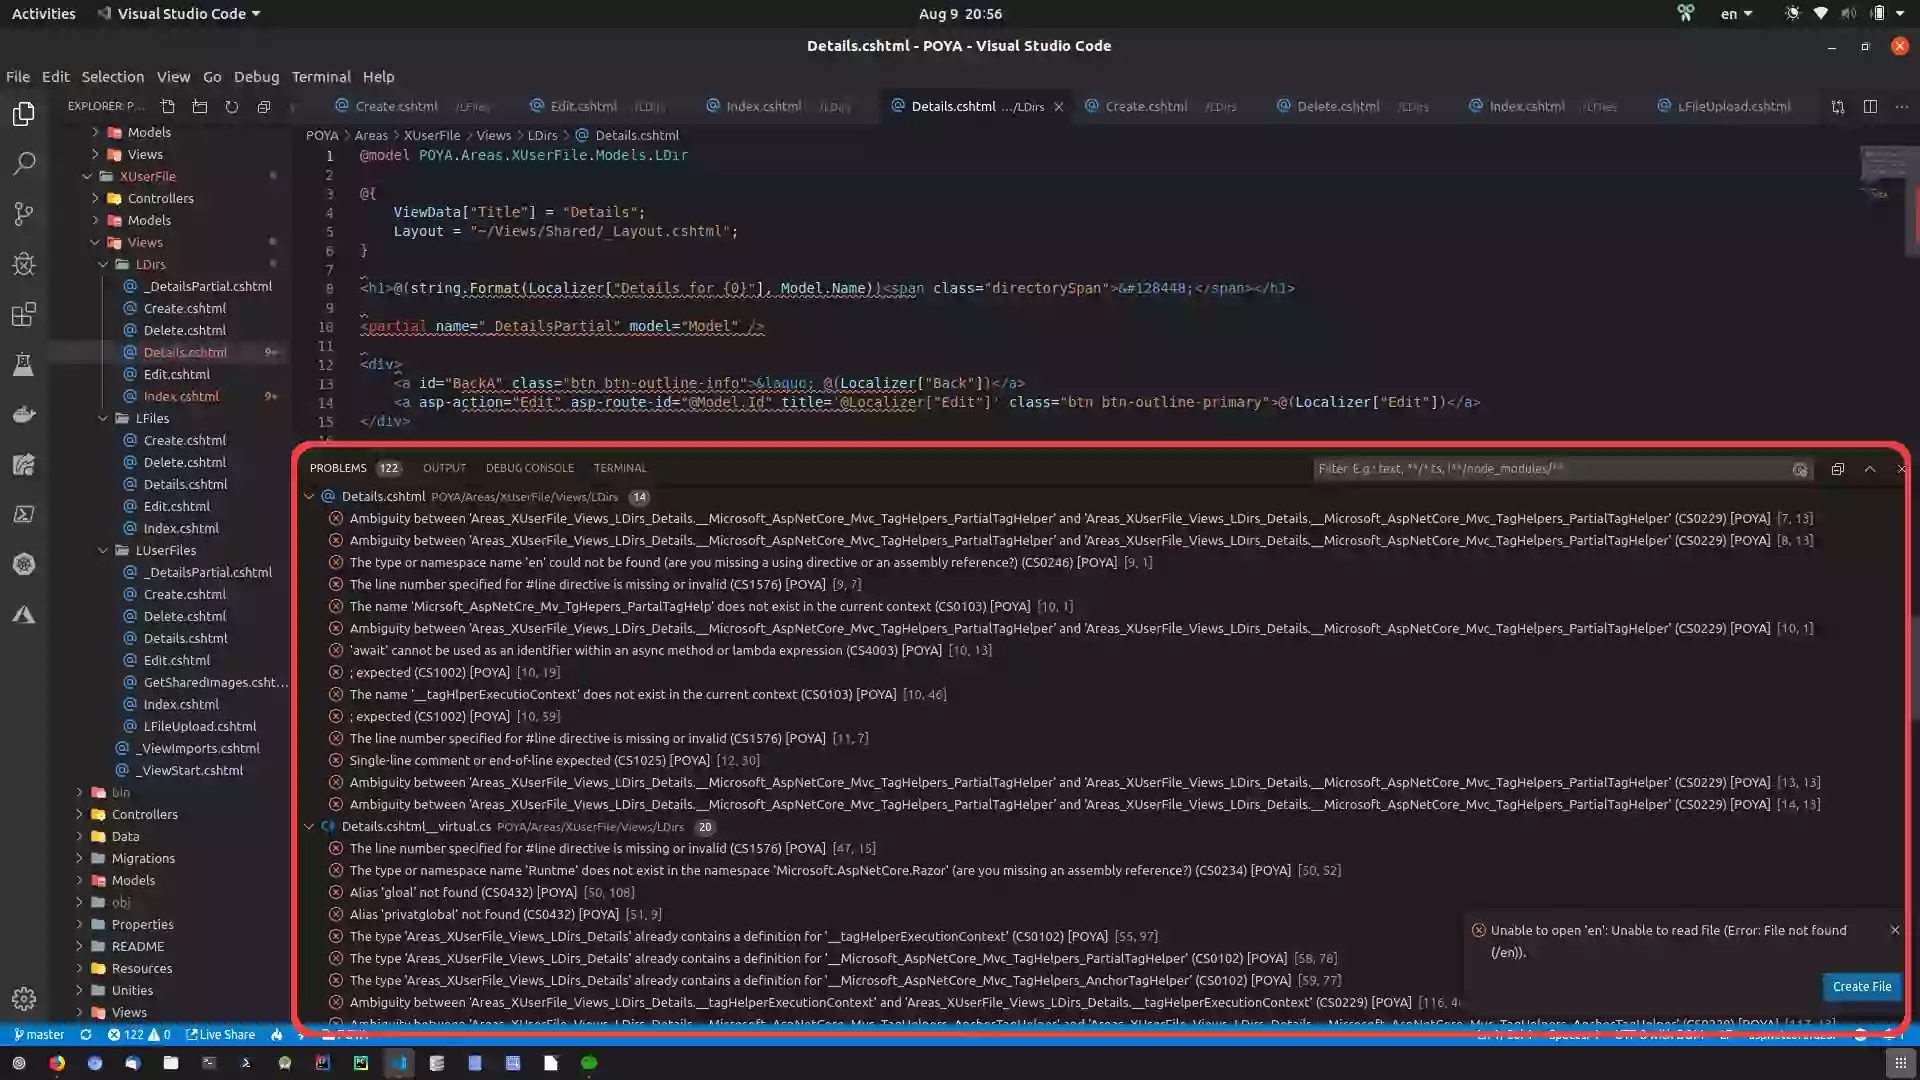 Activities
Visual Studio Code
Aug 9 20:56
en
Details.cshtml - POYA - Visual Studio Code
File Edit Selection View Go Debug Terminal Help
EXPLORER: P...
Create.cshtml /LFiles
Edit.cshtml /LDirs
Index.cshtml /LDirs
Details.cshtml .../LDirs
Create.cshtml /LDirs
Delete.cshtml /LDirs
Index.cshtml /LFiles
LFileUpload.cshtml
POYA > Areas > XUserFile > Views > LDirs > Details.cshtml
Models
Views
XUserFile
Controllers
Models
Views
LDirs
_DetailsPartial.cshtml
Create.cshtml
Delete.cshtml
Details.cshtml 9+
Edit.cshtml
Index.cshtml 9+
LFiles
Create.cshtml
Delete.cshtml
Details.cshtml
Edit.cshtml
Index.cshtml
LUserFiles
_DetailsPartial.cshtml
Create.cshtml
Delete.cshtml
Details.cshtml
Edit.cshtml
GetSharedImages.csht...
Index.cshtml
LFileUpload.cshtml
_ViewImports.cshtml
_ViewStart.cshtml
bin
Controllers
Data
Migrations
Models
obj
Properties
README
Resources
Unities
Views
1 @model POYA.Areas.XUserFile.Models.LDir
2
3 @{
4 ViewData["Title"] = "Details";
5 Layout = "~/Views/Shared/_Layout.cshtml";
6 }
7
8 <h1>@(string.Format(Localizer["Details for {0}"], Model.Name))<span class="directorySpan">&#128448;</span></h1>
9
10 <partial name="_DetailsPartial" model="Model" />
11
12 <div>
13 <a id="BackA" class="btn btn-outline-info">&laquo; @(Localizer["Back"])</a>
14 <a asp-action="Edit" asp-route-id="@Model.Id" title='@Localizer["Edit"]' class="btn btn-outline-primary">@(Localizer["Edit"])</a>
15 </div>
16
PROBLEMS 122 OUTPUT DEBUG CONSOLE TERMINAL
Filter. E.g.: text, **/*.ts, !**/node_modules/**
Details.cshtml POYA/Areas/XUserFile/Views/LDirs 14
Ambiguity between 'Areas_XUserFile_Views_LDirs_Details.__Microsoft_AspNetCore_Mvc_TagHelpers_PartialTagHelper' and 'Areas_XUserFile_Views_LDirs_Details.__Microsoft_AspNetCore_Mvc_TagHelpers_PartialTagHelper' (CS0229) [POYA] [7, 13]
Ambiguity between 'Areas_XUserFile_Views_LDirs_Details.__Microsoft_AspNetCore_Mvc_TagHelpers_PartialTagHelper' and 'Areas_XUserFile_Views_LDirs_Details.__Microsoft_AspNetCore_Mvc_TagHelpers_PartialTagHelper' (CS0229) [POYA] [8, 13]
The type or namespace name 'en' could not be found (are you missing a using directive or an assembly reference?) (CS0246) [POYA] [9, 1]
The line number specified for #line directive is missing or invalid (CS1576) [POYA] [9, 7]
The name 'Micrsoft_AspNetCre_Mv_TgHepers_PartalTagHelp' does not exist in the current context (CS0103) [POYA] [10, 1]
Ambiguity between 'Areas_XUserFile_Views_LDirs_Details.__Microsoft_AspNetCore_Mvc_TagHelpers_PartialTagHelper' and 'Areas_XUserFile_Views_LDirs_Details.__Microsoft_AspNetCore_Mvc_TagHelpers_PartialTagHelper' (CS0229) [POYA] [10, 1]
'await' cannot be used as an identifier within an async method or lambda expression (CS4003) [POYA] [10, 13]
; expected (CS1002) [POYA] [10, 19]
The name '__tagHlperExecutioContext' does not exist in the current context (CS0103) [POYA] [10, 46]
; expected (CS1002) [POYA] [10, 59]
The line number specified for #line directive is missing or invalid (CS1576) [POYA] [11, 7]
Single-line comment or end-of-line expected (CS1025) [POYA] [12, 30]
Ambiguity between 'Areas_XUserFile_Views_LDirs_Details.__Microsoft_AspNetCore_Mvc_TagHelpers_PartialTagHelper' and 'Areas_XUserFile_Views_LDirs_Details.__Microsoft_AspNetCore_Mvc_TagHelpers_PartialTagHelper' (CS0229) [POYA] [13, 13]
Ambiguity between 'Areas_XUserFile_Views_LDirs_Details.__Microsoft_AspNetCore_Mvc_TagHelpers_PartialTagHelper' and 'Areas_XUserFile_Views_LDirs_Details.__Microsoft_AspNetCore_Mvc_TagHelpers_PartialTagHelper' (CS0229) [POYA] [14, 13]
Details.cshtml__virtual.cs POYA/Areas/XUserFile/Views/LDirs 20
The line number specified for #line directive is missing or invalid (CS1576) [POYA] [47, 15]
The type or namespace name 'Runtme' does not exist in the namespace 'Microsoft.AspNetCore.Razor' (are you missing an assembly reference?) (CS0234) [POYA] [50, 52]
Alias 'gloal' not found (CS0432) [POYA] [50, 108]
Alias 'privatglobal' not found (CS0432) [POYA] [51, 9]
The type 'Areas_XUserFile_Views_LDirs_Details' already contains a definition for '__tagHelperExecutionContext' (CS0102) [POYA] [55, 97]
The type 'Areas_XUserFile_Views_LDirs_Details' already contains a definition for '__Microsoft_AspNetCore_Mvc_TagHelpers_PartialTagHelper' (CS0102) [POYA] [58, 78]
The type 'Areas_XUserFile_Views_LDirs_Details' already contains a definition for '__Microsoft_AspNetCore_Mvc_TagHelpers_AnchorTagHelper' (CS0102) [POYA] [59, 77]
Ambiguity between 'Areas_XUserFile_Views_LDirs_Details.__tagHelperExecutionContext' and 'Areas_XUserFile_Views_LDirs_Details.__tagHelperExecutionContext' (CS0229) [POYA] [116,
Unable to open 'en': Unable to read file (Error: File not found
(/en)).
Create File
master 122 0 Live Share